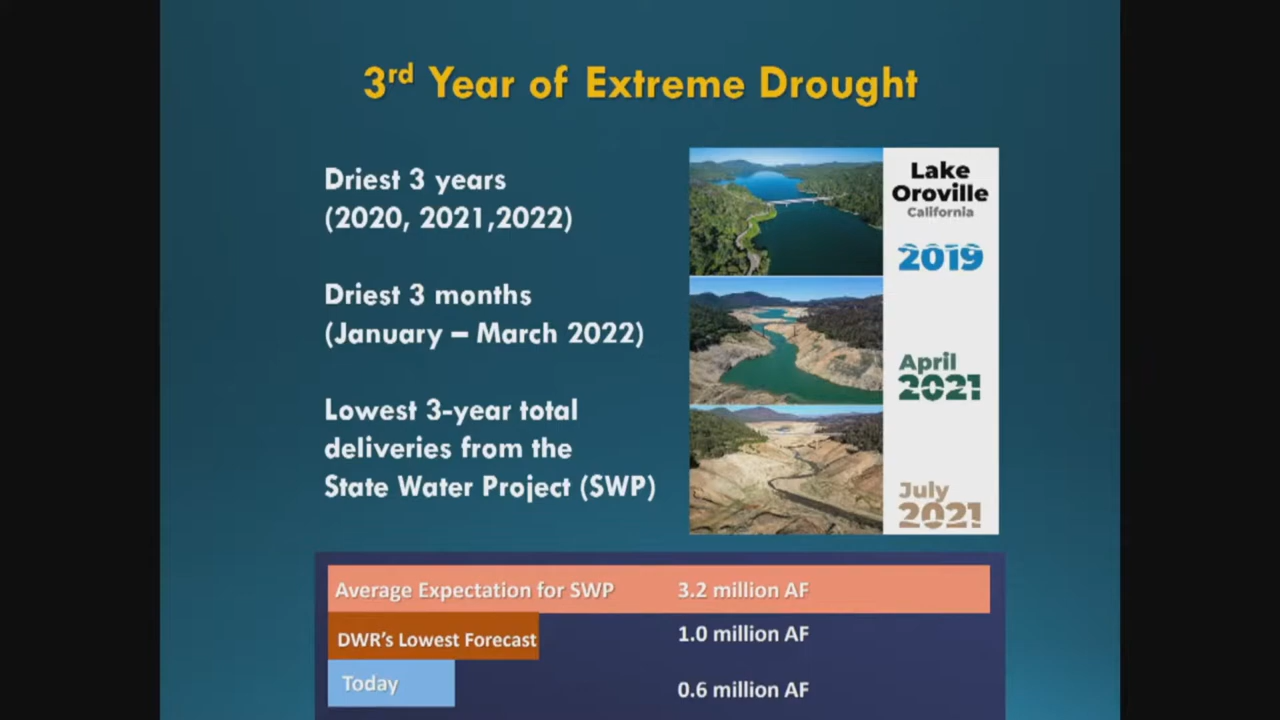 3rd Year of Extreme Drought
Driest 3 years
(2020, 2021,2022)
Driest 3 months
(January – March 2022)
Lowest 3-year total
deliveries from the
State Water Project (SWP)
Lake
Oroville
California
2019
April
2021
July
2021
Average Expectation for SWP 3.2 million AF
DWR's Lowest Forecast 1.0 million AF
Today 0.6 million AF